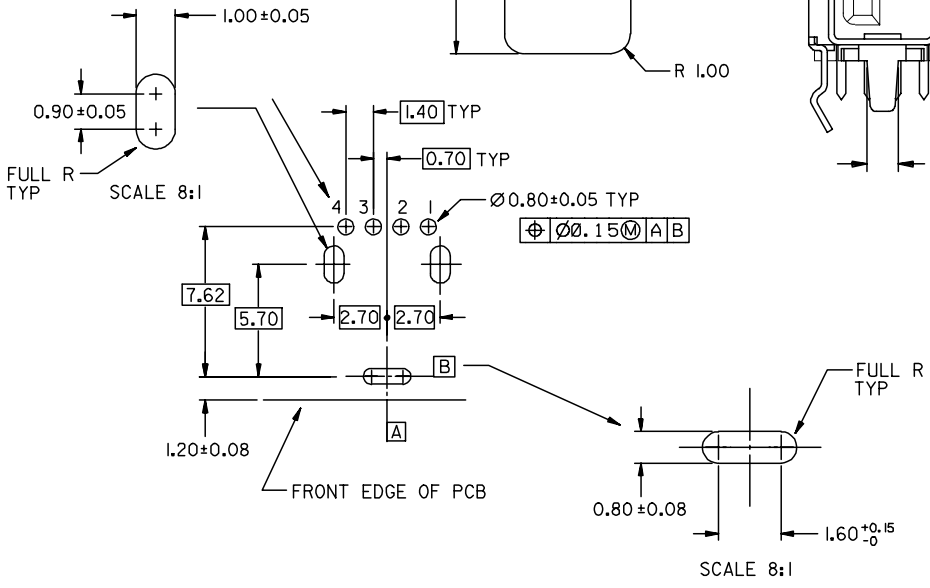 1.00±0.05
R 1.00
0.90±0.05
1.40 TYP
0.70 TYP
FULL R
TYP
SCALE 8:1
4 3 2 1
Ø0.80±0.05 TYP
⌖ Ø0.15Ⓜ A B
7.62
5.70
2.70 2.70
B
FULL R
TYP
A
1.20±0.08
FRONT EDGE OF PCB
0.80±0.08
1.60 +0.15 -0
SCALE 8:1